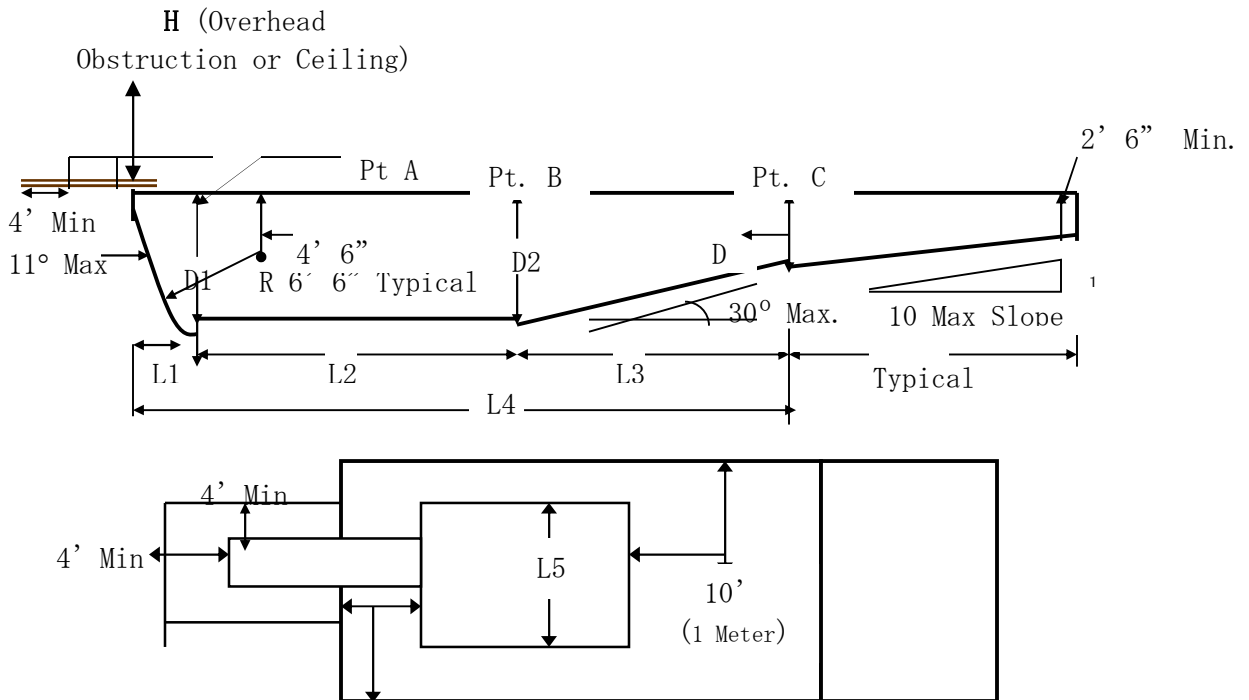 H (Overhead
Obstruction or Ceiling)
2' 6” Min.
Pt A
Pt. B
Pt. C
4' Min
11° Max
D1
4' 6”
R 6' 6” Typical
D2
D
30° Max.
1
10 Max Slope
L1
L2
L3
Typical
L4
4' Min
4' Min
L5
10'
(1 Meter)